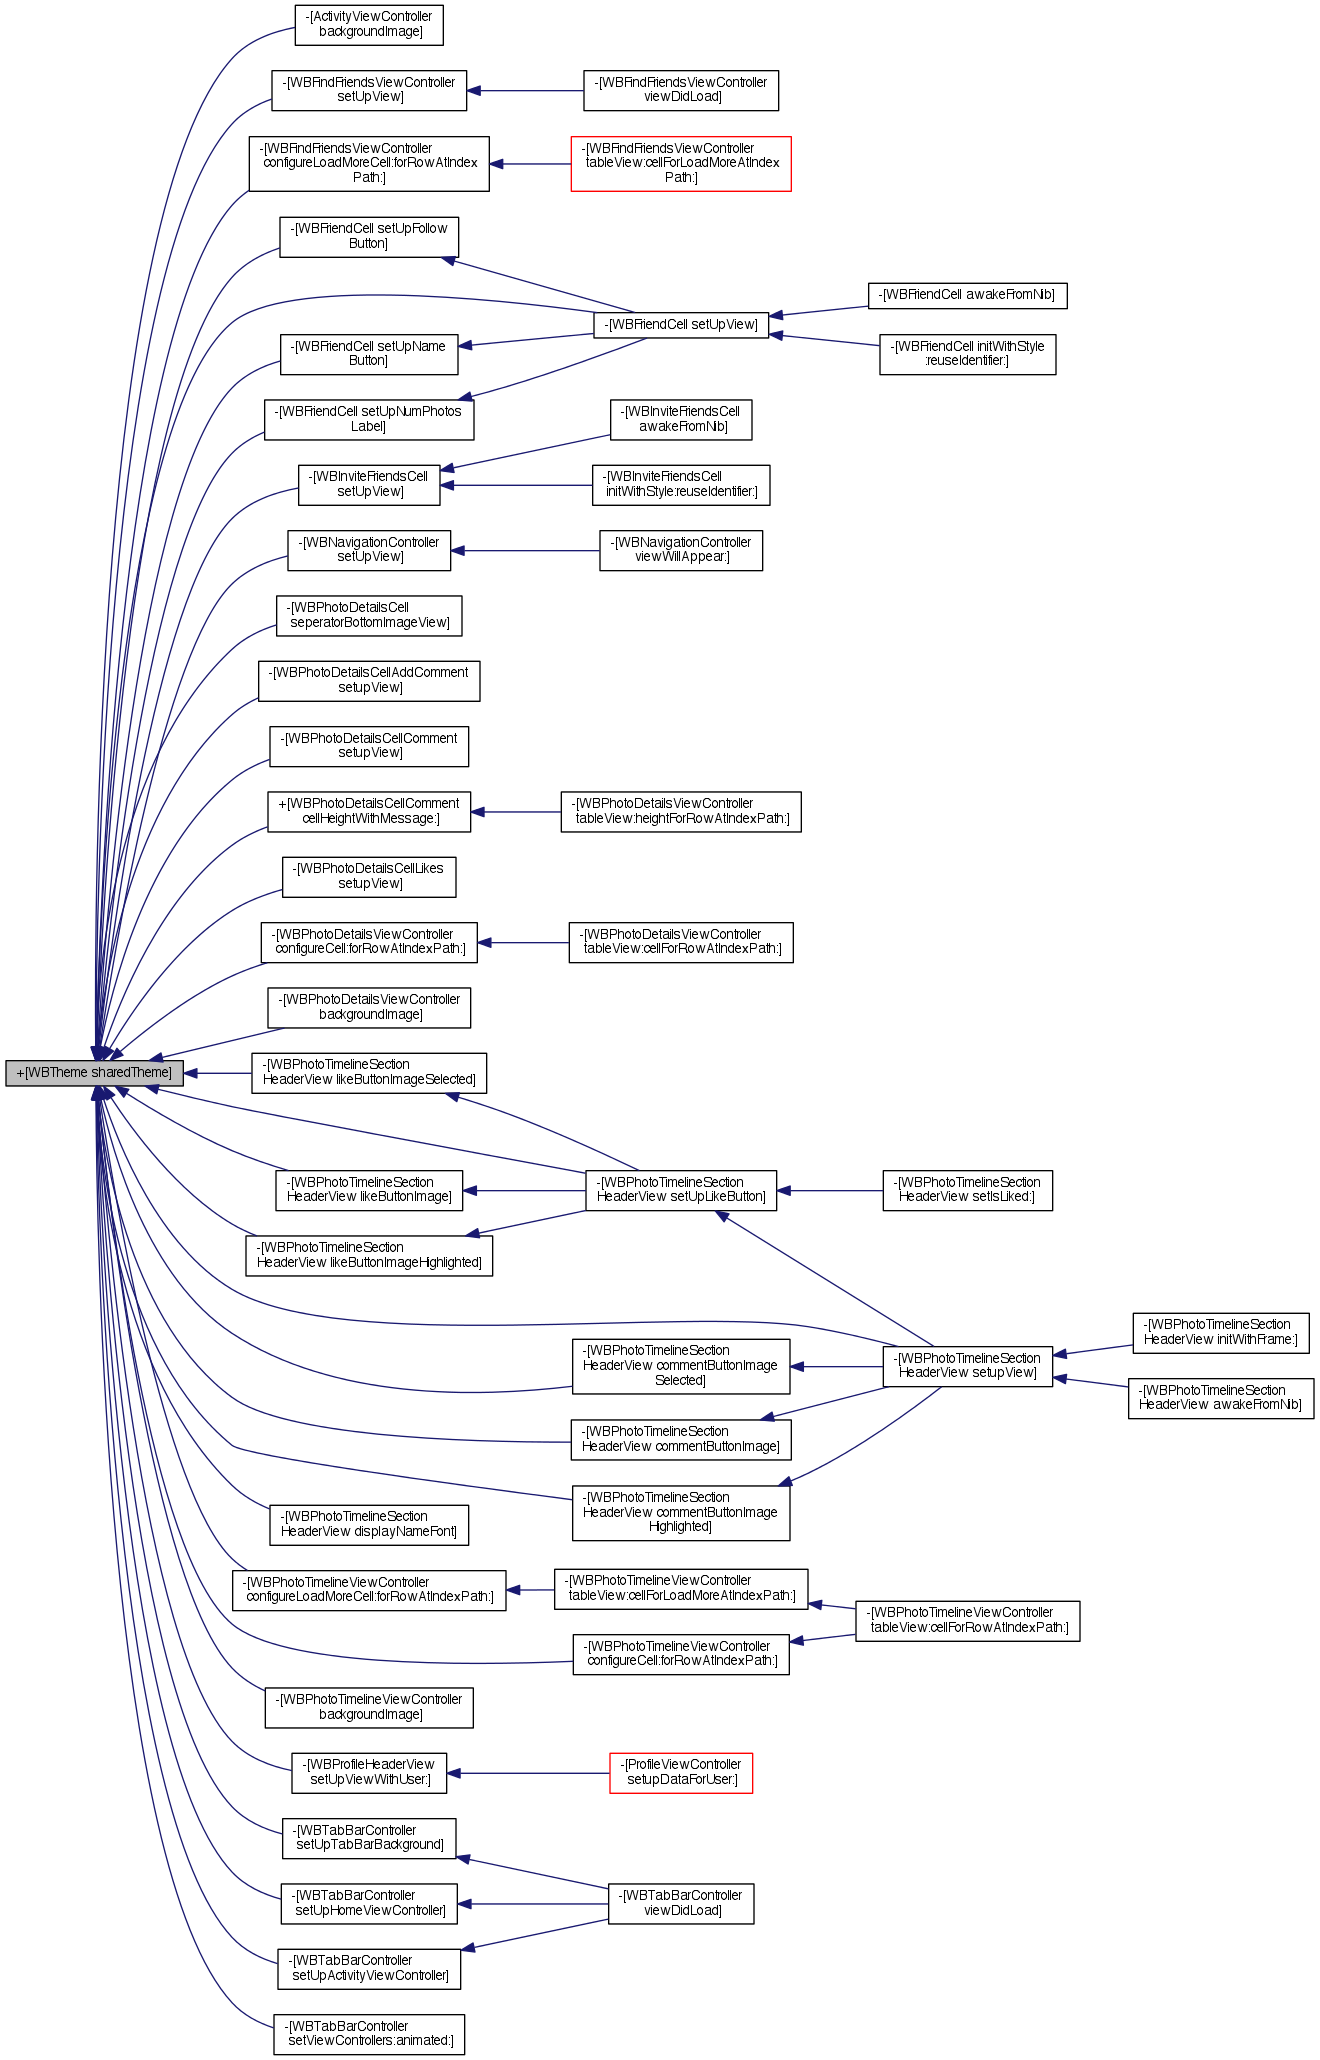 -[ActivityViewController
backgroundImage]
-[WBFindFriendsViewController
setUpView]
-[WBFindFriendsViewController
viewDidLoad]
-[WBFindFriendsViewController
configureLoadMoreCell:forRowAtIndex
Path:]
-[WBFindFriendsViewController
tableView:cellForLoadMoreAtIndex
Path:]
-[WBFriendCell setUpFollow
Button]
-[WBFriendCell awakeFromNib]
-[WBFriendCell setUpView]
-[WBFriendCell setUpName
Button]
-[WBFriendCell initWithStyle
:reuseIdentifier:]
-[WBFriendCell setUpNumPhotos
Label]
-[WBInviteFriendsCell
awakeFromNib]
-[WBInviteFriendsCell
setUpView]
-[WBInviteFriendsCell
initWithStyle:reuseIdentifier:]
-[WBNavigationController
setUpView]
-[WBNavigationController
viewWillAppear:]
-[WBPhotoDetailsCell
seperatorBottomImageView]
-[WBPhotoDetailsCellAddComment
setupView]
-[WBPhotoDetailsCellComment
setupView]
+[WBPhotoDetailsCellComment
cellHeightWithMessage:]
-[WBPhotoDetailsViewController
tableView:heightForRowAtIndexPath:]
-[WBPhotoDetailsCellLikes
setupView]
-[WBPhotoDetailsViewController
configureCell:forRowAtIndexPath:]
-[WBPhotoDetailsViewController
tableView:cellForRowAtIndexPath:]
-[WBPhotoDetailsViewController
backgroundImage]
+[WBTheme sharedTheme]
-[WBPhotoTimelineSection
HeaderView likeButtonImageSelected]
-[WBPhotoTimelineSection
HeaderView likeButtonImage]
-[WBPhotoTimelineSection
HeaderView setUpLikeButton]
-[WBPhotoTimelineSection
HeaderView setIsLiked:]
-[WBPhotoTimelineSection
HeaderView likeButtonImageHighlighted]
-[WBPhotoTimelineSection
HeaderView initWithFrame:]
-[WBPhotoTimelineSection
HeaderView commentButtonImage
Selected]
-[WBPhotoTimelineSection
HeaderView setupView]
-[WBPhotoTimelineSection
HeaderView awakeFromNib]
-[WBPhotoTimelineSection
HeaderView commentButtonImage]
-[WBPhotoTimelineSection
HeaderView commentButtonImage
Highlighted]
-[WBPhotoTimelineSection
HeaderView displayNameFont]
-[WBPhotoTimelineViewController
configureLoadMoreCell:forRowAtIndexPath:]
-[WBPhotoTimelineViewController
tableView:cellForLoadMoreAtIndexPath:]
-[WBPhotoTimelineViewController
tableView:cellForRowAtIndexPath:]
-[WBPhotoTimelineViewController
configureCell:forRowAtIndexPath:]
-[WBPhotoTimelineViewController
backgroundImage]
-[WBProfileHeaderView
setUpViewWithUser:]
-[ProfileViewController
setupDataForUser:]
-[WBTabBarController
setUpTabBarBackground]
-[WBTabBarController
setUpHomeViewController]
-[WBTabBarController
viewDidLoad]
-[WBTabBarController
setUpActivityViewController]
-[WBTabBarController
setViewControllers:animated:]